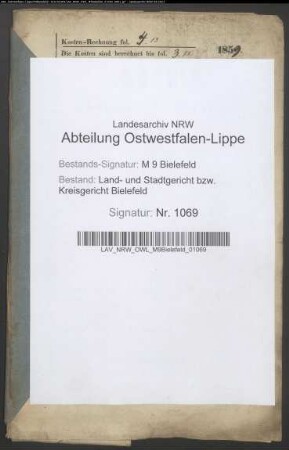 Kosten-Rechnung fol.
Die Kosten sind berechnet bis fol.
1859
Landesarchiv NRW
Abteilung Ostwestfalen-Lippe
Bestands-Signatur: M 9 Bielefeld
Bestand: Land- und Stadtgericht bzw.
Kreisgericht Bielefeld
Signatur: Nr. 1069
LAV_NRW_OWL_M9Bielefeld_01069